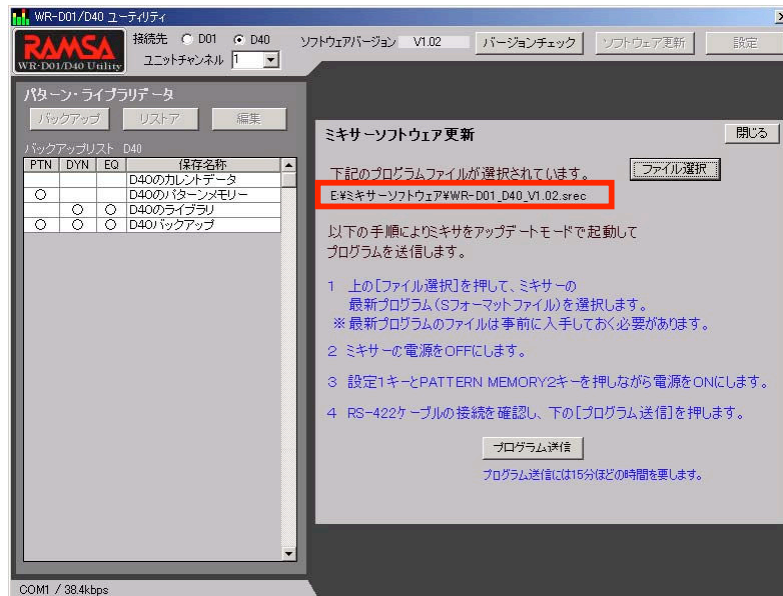 WR-D01/D40 ユーティリティ
RAMSA
WR-D01/D40 Utility
接続先 D01 D40
ユニットチャンネル 1
ソフトウェアバージョン V1.02
バージョンチェック
ソフトウェア更新
設定
パターン・ライブラリデータ
バックアップ
リストア
編集
バックアップリスト D40
PTN DYN EQ 保存名称
D40のカレントデータ
○ D40のパターンメモリー
○ ○ D40のライブラリ
○ ○ ○ D40バックアップ
ミキサーソフトウェア更新
閉じる
下記のプログラムファイルが選択されています。
ファイル選択
E:¥ミキサーソフトウェア¥WR-D01_D40_V1.02.srec
以下の手順によりミキサをアップデートモードで起動して
プログラムを送信します。
1 上の[ファイル選択]を押して、ミキサーの
最新プログラム(Sフォーマットファイル)を選択します。
※最新プログラムのファイルは事前に入手しておく必要があります。
2 ミキサーの電源をOFFにします。
3 設定1キーとPATTERN MEMORY2キーを押しながら電源をONにします。
4 RS-422ケーブルの接続を確認し、下の[プログラム送信]を押します。
プログラム送信
プログラム送信には15分ほどの時間を要します。
COM1 / 38.4kbps